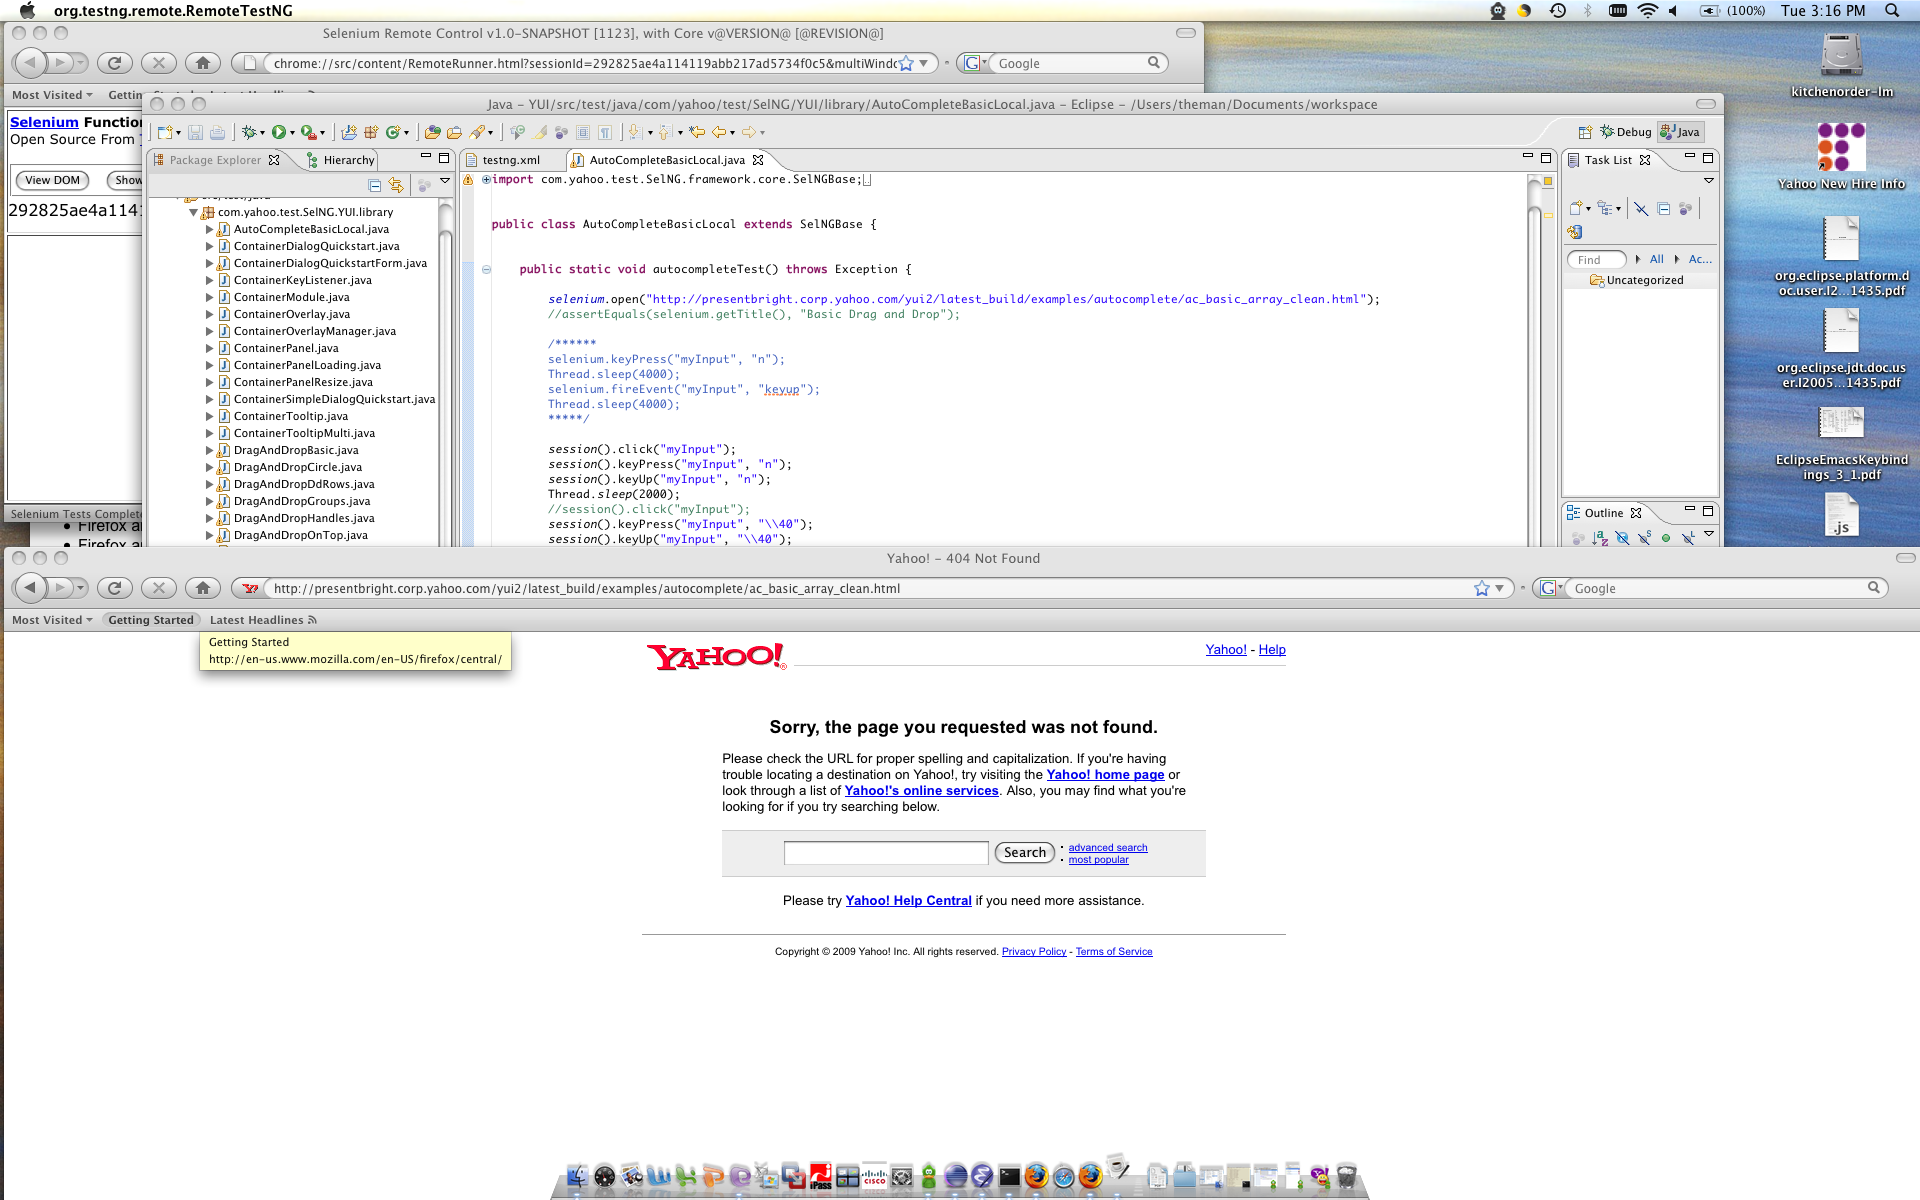 org.testng.remote.RemoteTestNG
(100%) Tue 3:16 PM
Selenium Remote Control v1.0-SNAPSHOT [1123], with Core v@VERSION@ [@REVISION@]
chrome://src/content/RemoteRunner.html?sessionId=292825ae4a114119abb217ad5734f0c5&multiWindo
Google
Most Visited
Selenium Functio
Open Source From
View DOM
Show
292825ae4a1141
Selenium Tests Complete
Firefox a
Firefox a
Java - YUI/src/test/java/com/yahoo/test/SelNG/YUI/library/AutoCompleteBasicLocal.java - Eclipse - /Users/theman/Documents/workspace
Debug
Java
Package Explorer
Hierarchy
com.yahoo.test.SelNG.YUI.library
AutoCompleteBasicLocal.java
ContainerDialogQuickstart.java
ContainerDialogQuickstartForm.java
ContainerKeyListener.java
ContainerModule.java
ContainerOverlay.java
ContainerOverlayManager.java
ContainerPanel.java
ContainerPanelLoading.java
ContainerPanelResize.java
ContainerSimpleDialogQuickstart.java
ContainerTooltip.java
ContainerTooltipMulti.java
DragAndDropBasic.java
DragAndDropCircle.java
DragAndDropDdRows.java
DragAndDropGroups.java
DragAndDropHandles.java
DragAndDropOnTop.java
testng.xml
AutoCompleteBasicLocal.java
import com.yahoo.test.SelNG.framework.core.SelNGBase;
public class AutoCompleteBasicLocal extends SelNGBase {
public static void autocompleteTest() throws Exception {
selenium.open("http://presentbright.corp.yahoo.com/yui2/latest_build/examples/autocomplete/ac_basic_array_clean.html");
//assertEquals(selenium.getTitle(), "Basic Drag and Drop");
/******
selenium.keyPress("myInput", "n");
Thread.sleep(4000);
selenium.fireEvent("myInput", "keyup");
Thread.sleep(4000);
*****/
session().click("myInput");
session().keyPress("myInput", "n");
session().keyUp("myInput", "n");
Thread.sleep(2000);
//session().click("myInput");
session().keyPress("myInput", "\\40");
session().keyUp("myInput", "\\40");
Task List
Find
All
Ac...
Uncategorized
Outline
kitchenorder-lm
Yahoo New Hire Info
org.eclipse.platform.d
oc.user.I2...1435.pdf
org.eclipse.jdt.doc.us
er.I2005...1435.pdf
EclipseEmacsKeybind
ings_3_1.pdf
.js
Yahoo! - 404 Not Found
http://presentbright.corp.yahoo.com/yui2/latest_build/examples/autocomplete/ac_basic_array_clean.html
Google
Most Visited
Getting Started
Latest Headlines
Getting Started
http://en-us.www.mozilla.com/en-US/firefox/central/
YAHOO!
Yahoo! - Help
Sorry, the page you requested was not found.
Please check the URL for proper spelling and capitalization. If you're having
trouble locating a destination on Yahoo!, try visiting the Yahoo! home page or
look through a list of Yahoo!'s online services. Also, you may find what you're
looking for if you try searching below.
Search
advanced search
most popular
Please try Yahoo! Help Central if you need more assistance.
Copyright © 2009 Yahoo! Inc. All rights reserved. Privacy Policy - Terms of Service
iPass
CISCO